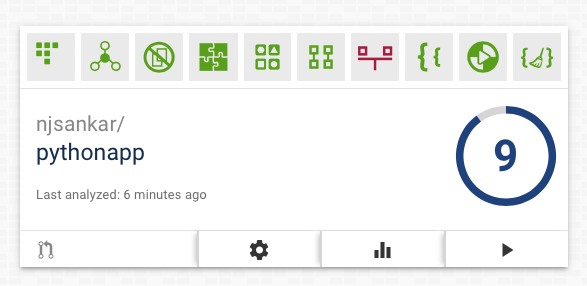 njsankar/
pythonapp
9
Last analyzed: 6 minutes ago